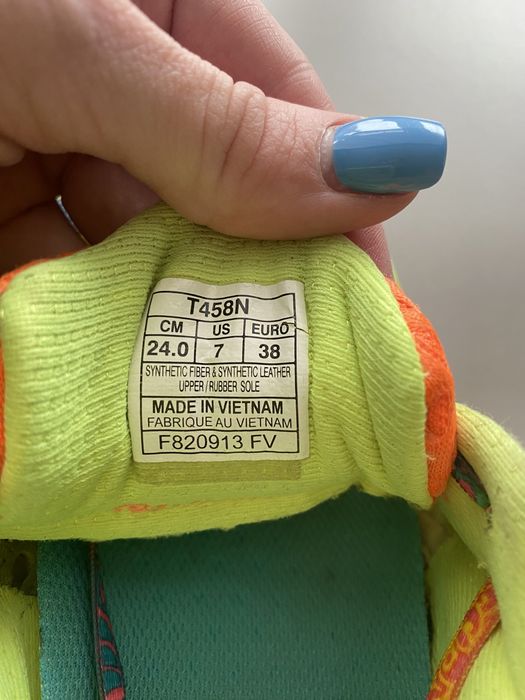 T458N
CM US EURO
24.0 7 38
SYNTHETIC FIBER & SYNTHETIC LEATHER
UPPER / RUBBER SOLE
MADE IN VIETNAM
FABRIQUE AU VIETNAM
F820913 FV